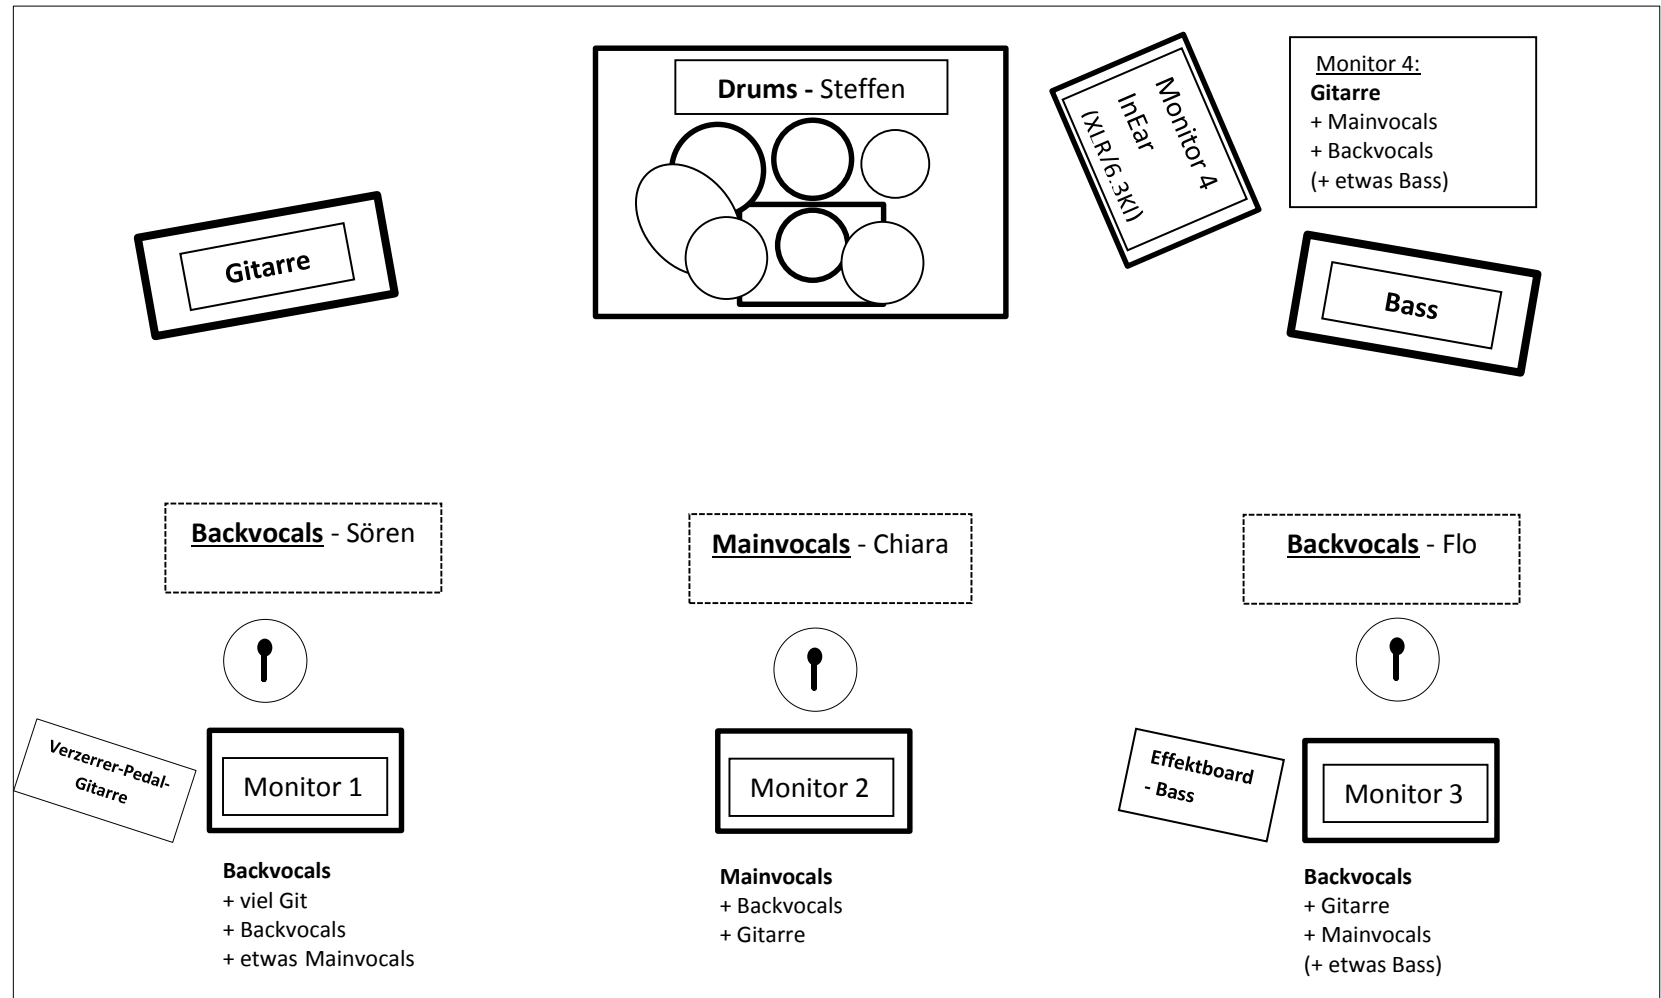 Drums - Steffen
Monitor 4
InEar
(XLR/6.3Kl)
Monitor 4:
Gitarre
+ Mainvocals
+ Backvocals
(+ etwas Bass)
Gitarre
Bass
Backvocals - Sören
Mainvocals - Chiara
Backvocals - Flo
Verzerrer-Pedal-
Gitarre
Monitor 1
Monitor 2
Effektboard
- Bass
Monitor 3
Backvocals
+ viel Git
+ Backvocals
+ etwas Mainvocals
Mainvocals
+ Backvocals
+ Gitarre
Backvocals
+ Gitarre
+ Mainvocals
(+ etwas Bass)